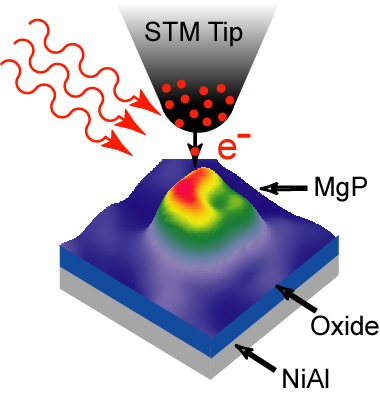 STM Tip
e-
MgP
Oxide
NiAl